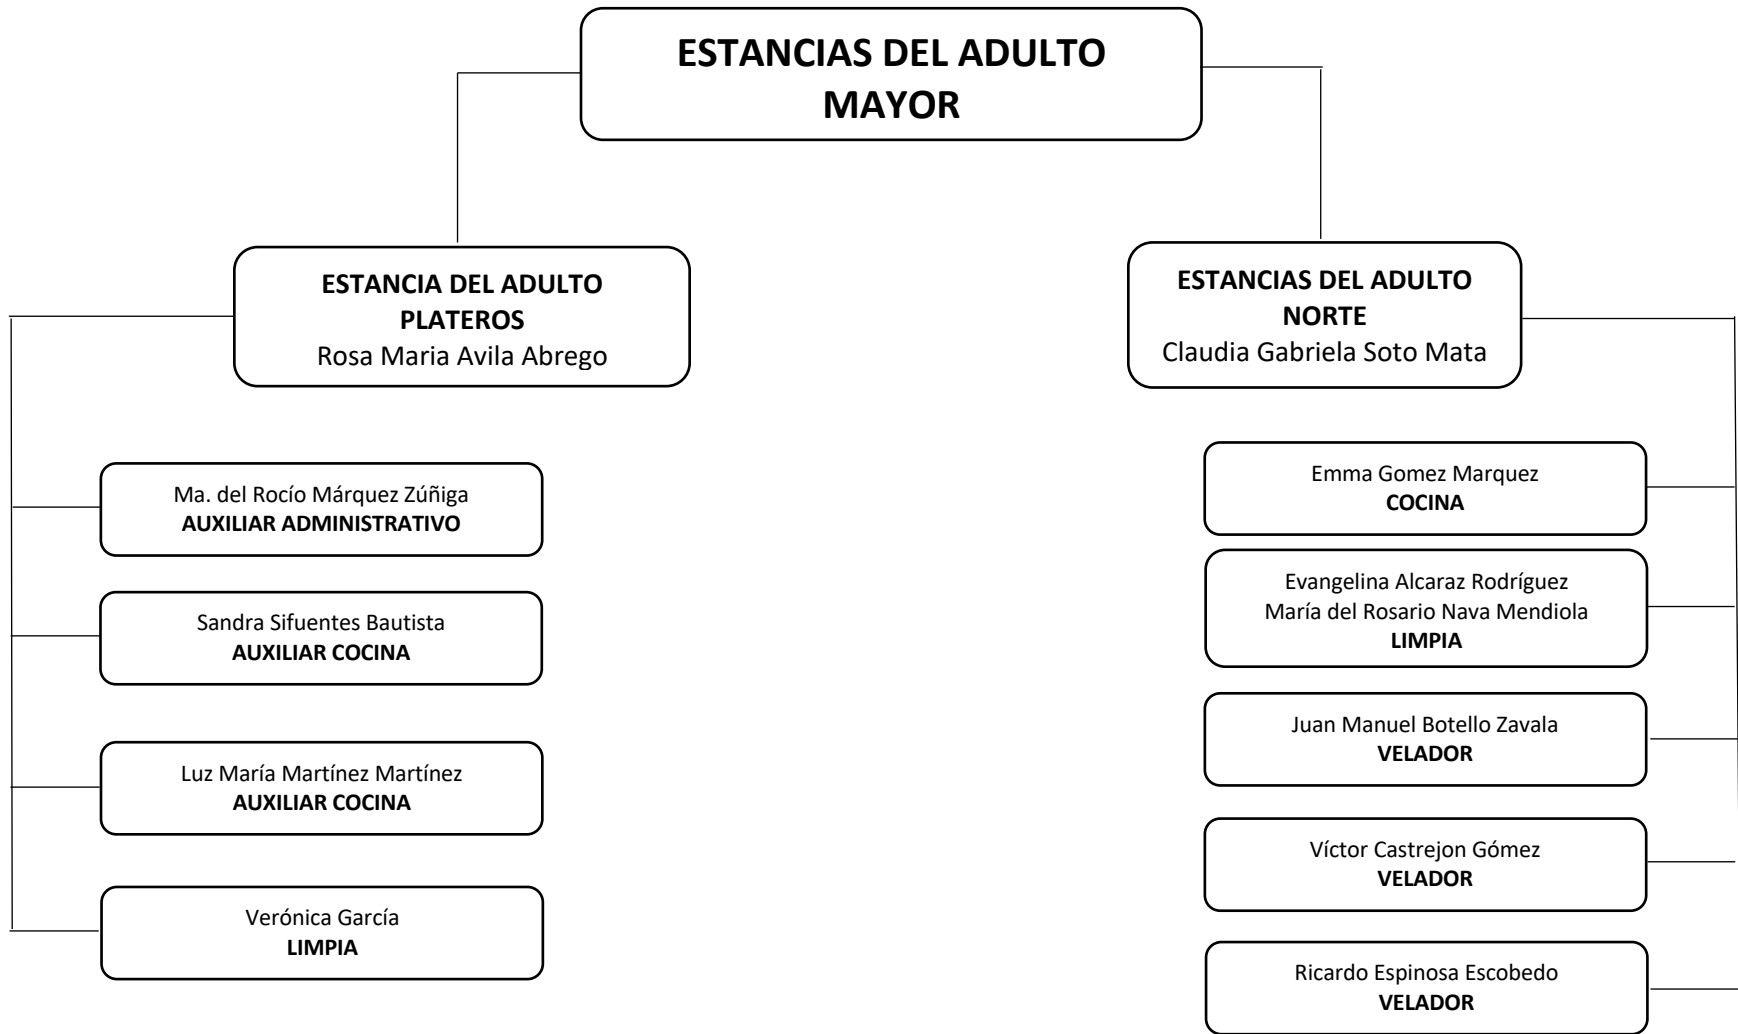 ESTANCIAS DEL ADULTO
MAYOR
ESTANCIA DEL ADULTO
PLATEROS
Rosa Maria Avila Abrego
Ma. del Rocío Márquez Zúñiga
AUXILIAR ADMINISTRATIVO
Sandra Sifuentes Bautista
AUXILIAR COCINA
Luz María Martínez Martínez
AUXILIAR COCINA
Verónica García
LIMPIA
ESTANCIAS DEL ADULTO
NORTE
Claudia Gabriela Soto Mata
Emma Gomez Marquez
COCINA
Evangelina Alcaraz Rodríguez
María del Rosario Nava Mendiola
LIMPIA
Juan Manuel Botello Zavala
VELADOR
Víctor Castrejon Gómez
VELADOR
Ricardo Espinosa Escobedo
VELADOR